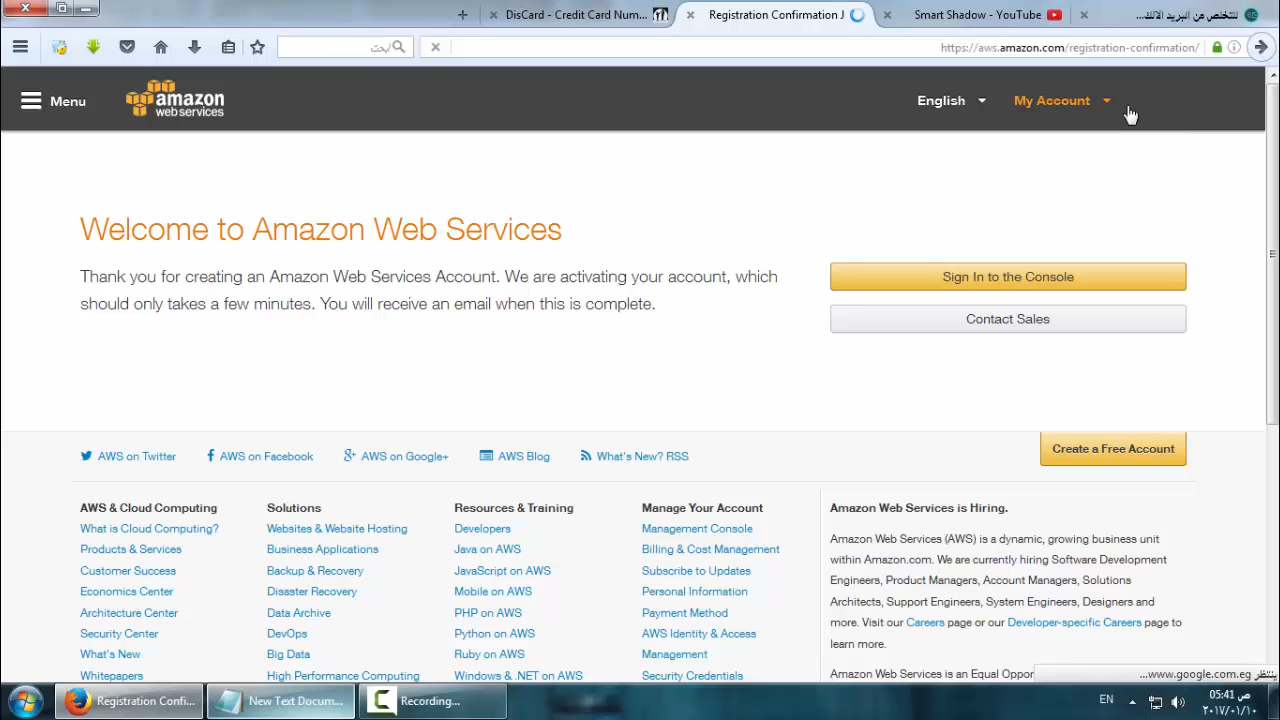 DisCard - Credit Card Num...
Registration Confirmation J
Smart Shadow - YouTube
للتخلص من البريد الالك...
بحث
https://aws.amazon.com/registration-confirmation/
Menu
amazon
webservices
English
My Account
Welcome to Amazon Web Services
Thank you for creating an Amazon Web Services Account. We are activating your account, which
should only takes a few minutes. You will receive an email when this is complete.
Sign In to the Console
Contact Sales
AWS on Twitter
AWS on Facebook
AWS on Google+
AWS Blog
What's New? RSS
Create a Free Account
AWS & Cloud Computing
What is Cloud Computing?
Products & Services
Customer Success
Economics Center
Architecture Center
Security Center
What's New
Whitepapers
Solutions
Websites & Website Hosting
Business Applications
Backup & Recovery
Disaster Recovery
Data Archive
DevOps
Big Data
High Performance Computing
Resources & Training
Developers
Java on AWS
JavaScript on AWS
Mobile on AWS
PHP on AWS
Python on AWS
Ruby on AWS
Windows & .NET on AWS
Manage Your Account
Management Console
Billing & Cost Management
Subscribe to Updates
Personal Information
Payment Method
AWS Identity & Access
Management
Security Credentials
Amazon Web Services is Hiring.
Amazon Web Services (AWS) is a dynamic, growing business unit
within Amazon.com. We are currently hiring Software Development
Engineers, Product Managers, Account Managers, Solutions
Architects, Support Engineers, System Engineers, Designers and
more. Visit our Careers page or our Developer-specific Careers page to
learn more.
Amazon Web Services is an Equal Oppor
ينتظر www.google.com.eg...
Registration Confi...
New Text Docum...
Recording...
EN
05:41 ص
٢٠١٧/٠١/١٠